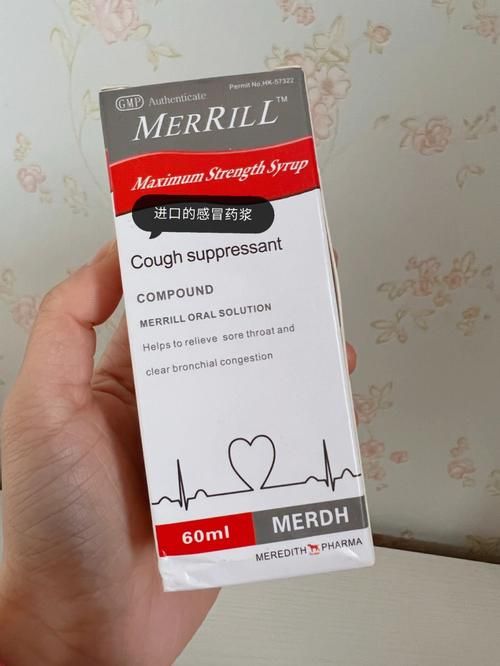 Permit No.HK-57322
GMP Authenticate
MERRILL™
Maximum Strength Syrup
进口的感冒药浆
Cough suppressant
COMPOUND
MERRILL ORAL SOLUTION
Helps to relieve sore throat and
clear bronchial congestion
60ml MERDH
MEREDITH PHARMA